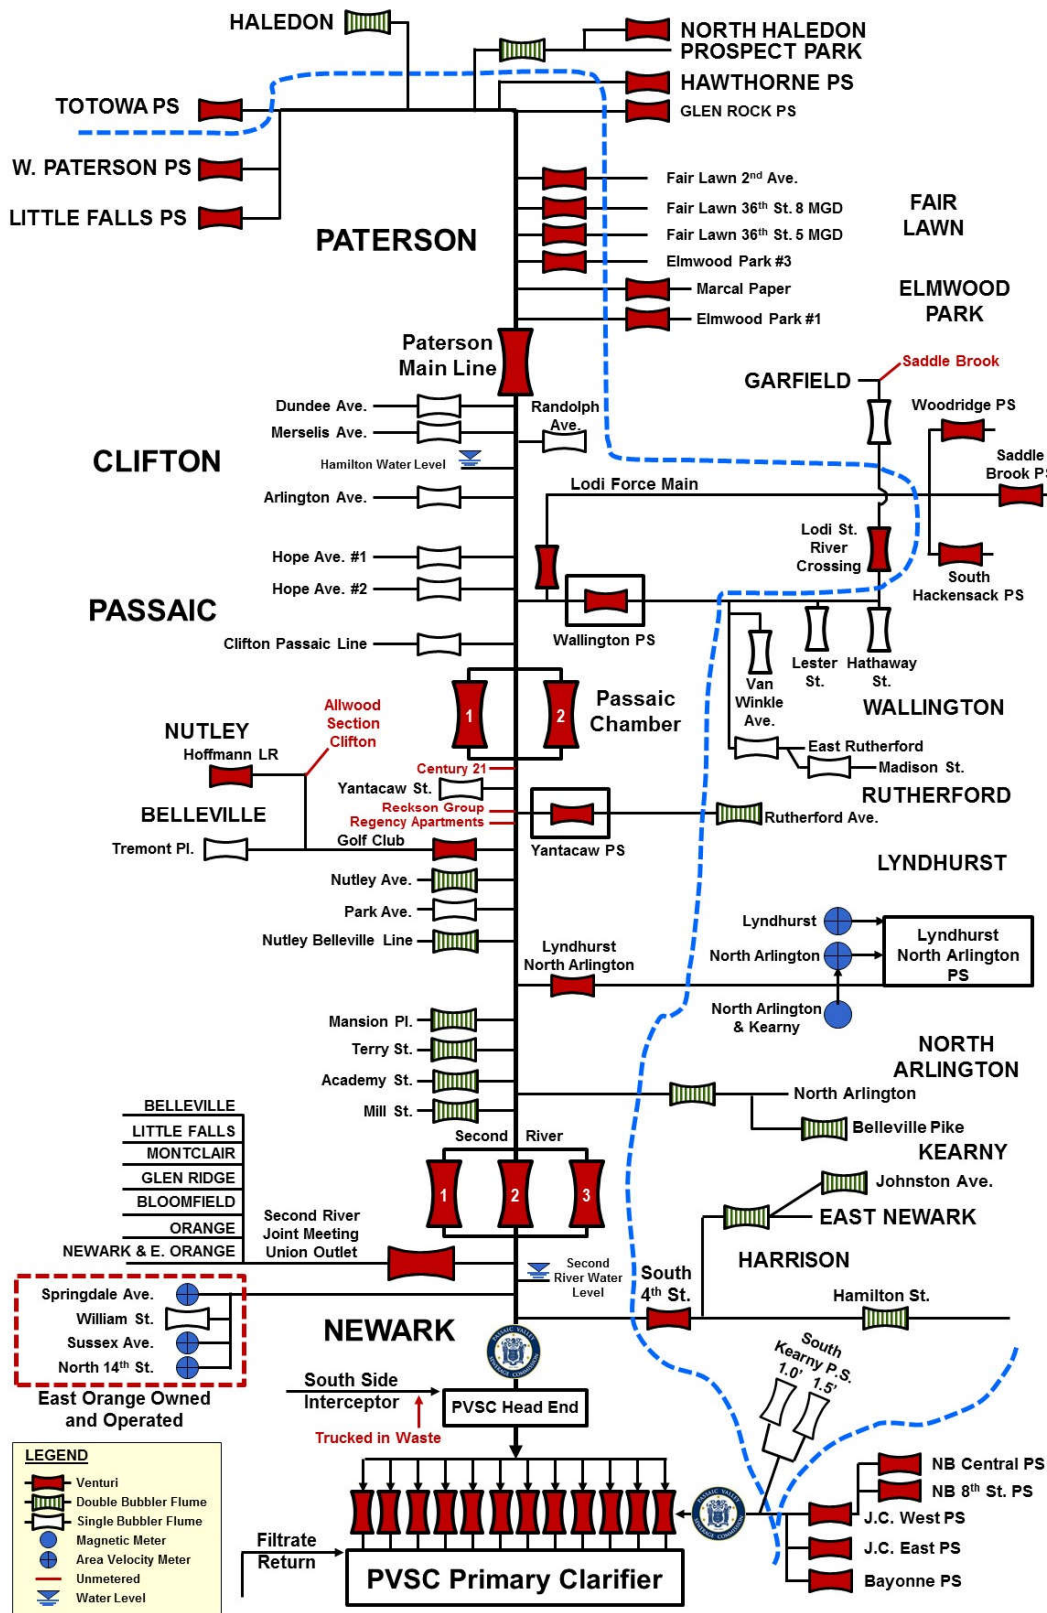 HALEDON
NORTH HALEDON
PROSPECT PARK
HAWTHORNE PS
GLEN ROCK PS
TOTOWA PS
W. PATERSON PS
LITTLE FALLS PS
PATERSON
Fair Lawn 2nd Ave.
Fair Lawn 36th St. 8 MGD
Fair Lawn 36th St. 5 MGD
Elmwood Park #3
Marcal Paper
Elmwood Park #1
FAIR
LAWN
ELMWOOD
PARK
Paterson
Main Line
GARFIELD
Saddle Brook
Dundee Ave.
Merselis Ave.
Randolph
Ave.
Woodridge PS
CLIFTON
Hamilton Water Level
Saddle
Brook PS
Arlington Ave.
Lodi Force Main
Lodi St.
River
Crossing
South
Hackensack PS
Hope Ave. #1
Hope Ave. #2
PASSAIC
Wallington PS
Clifton Passaic Line
Van
Winkle
Ave.
Lester
St.
Hathaway
St.
WALLINGTON
1
2
Passaic
Chamber
Allwood
Section
Clifton
NUTLEY
Hoffmann LR
East Rutherford
Madison St.
Century 21
Yantacaw St.
RUTHERFORD
BELLEVILLE
Reckson Group
Regency Apartments
Rutherford Ave.
Tremont Pl.
Golf Club
Yantacaw PS
LYNDHURST
Nutley Ave.
Park Ave.
Nutley Belleville Line
Lyndhurst
North Arlington
Lyndhurst
North Arlington
Lyndhurst
North Arlington
PS
North Arlington
& Kearny
Mansion Pl.
Terry St.
Academy St.
Mill St.
NORTH
ARLINGTON
North Arlington
Belleville Pike
KEARNY
BELLEVILLE
LITTLE FALLS
MONTCLAIR
GLEN RIDGE
BLOOMFIELD
ORANGE
NEWARK & E. ORANGE
Second River
1
2
3
Johnston Ave.
EAST NEWARK
Second River
Joint Meeting
Union Outlet
Second
River Water
Level
HARRISON
South
4th St.
Hamilton St.
Springdale Ave.
William St.
Sussex Ave.
North 14th St.
East Orange Owned
and Operated
NEWARK
South
Kearny P.S.
1.0'
1.5'
South Side
Interceptor
PVSC Head End
Trucked in Waste
NB Central PS
NB 8th St. PS
J.C. West PS
J.C. East PS
Bayonne PS
Filtrate
Return
PVSC Primary Clarifier
LEGEND
Venturi
Double Bubbler Flume
Single Bubbler Flume
Magnetic Meter
Area Velocity Meter
Unmetered
Water Level